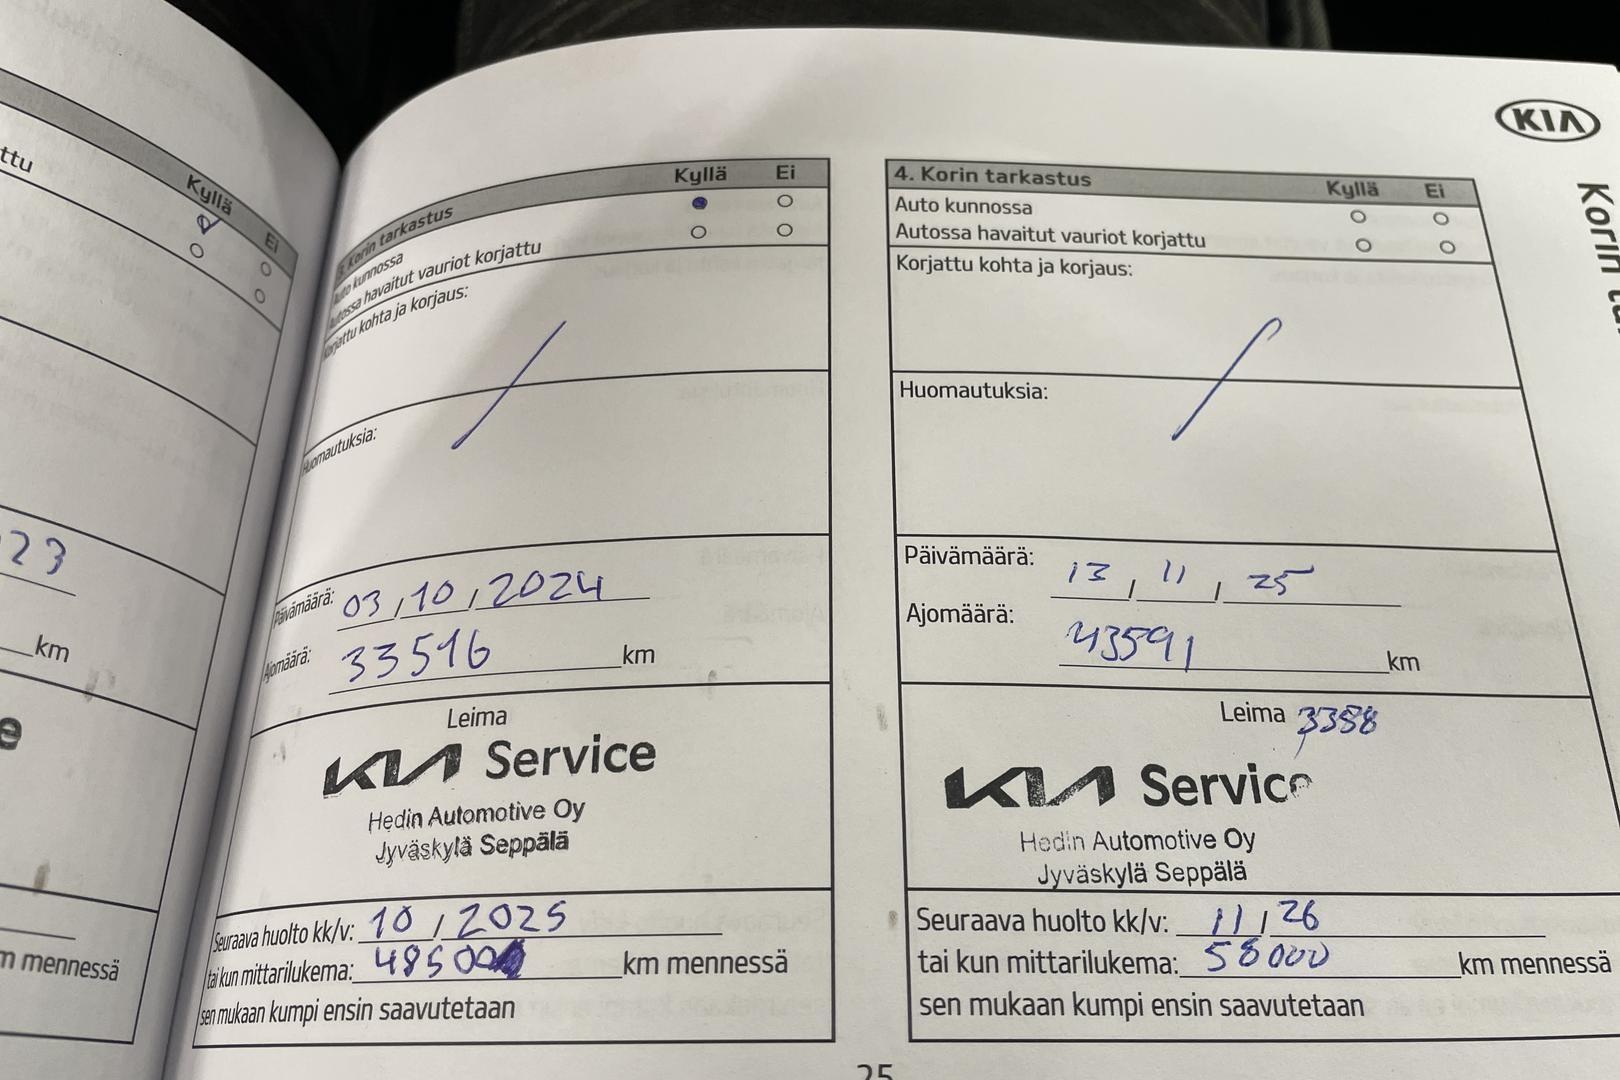 ttu
Kyllä
Ei
23
km
e
m mennessä
3. Korin tarkastus
Kyllä Ei
Auto kunnossa
Autossa havaitut vauriot korjattu
Korjattu kohta ja korjaus:
Huomautuksia:
Päivämäärä: 03 / 10 / 2024
Ajomäärä: 33516 km
Leima
KIA Service
Hedin Automotive Oy
Jyväskylä Seppälä
Seuraava huolto kk/v: 10 / 2025
tai kun mittarilukema: 48500 km mennessä
sen mukaan kumpi ensin saavutetaan
KIA
4. Korin tarkastus
Kyllä Ei
Auto kunnossa
Autossa havaitut vauriot korjattu
Korjattu kohta ja korjaus:
Huomautuksia:
Päivämäärä: 13 / 11 / 25
Ajomäärä: 43591 km
Leima 3358
KIA Service
Hedin Automotive Oy
Jyväskylä Seppälä
Seuraava huolto kk/v: 11 / 26
tai kun mittarilukema: 58000 km mennessä
sen mukaan kumpi ensin saavutetaan
Korin
25